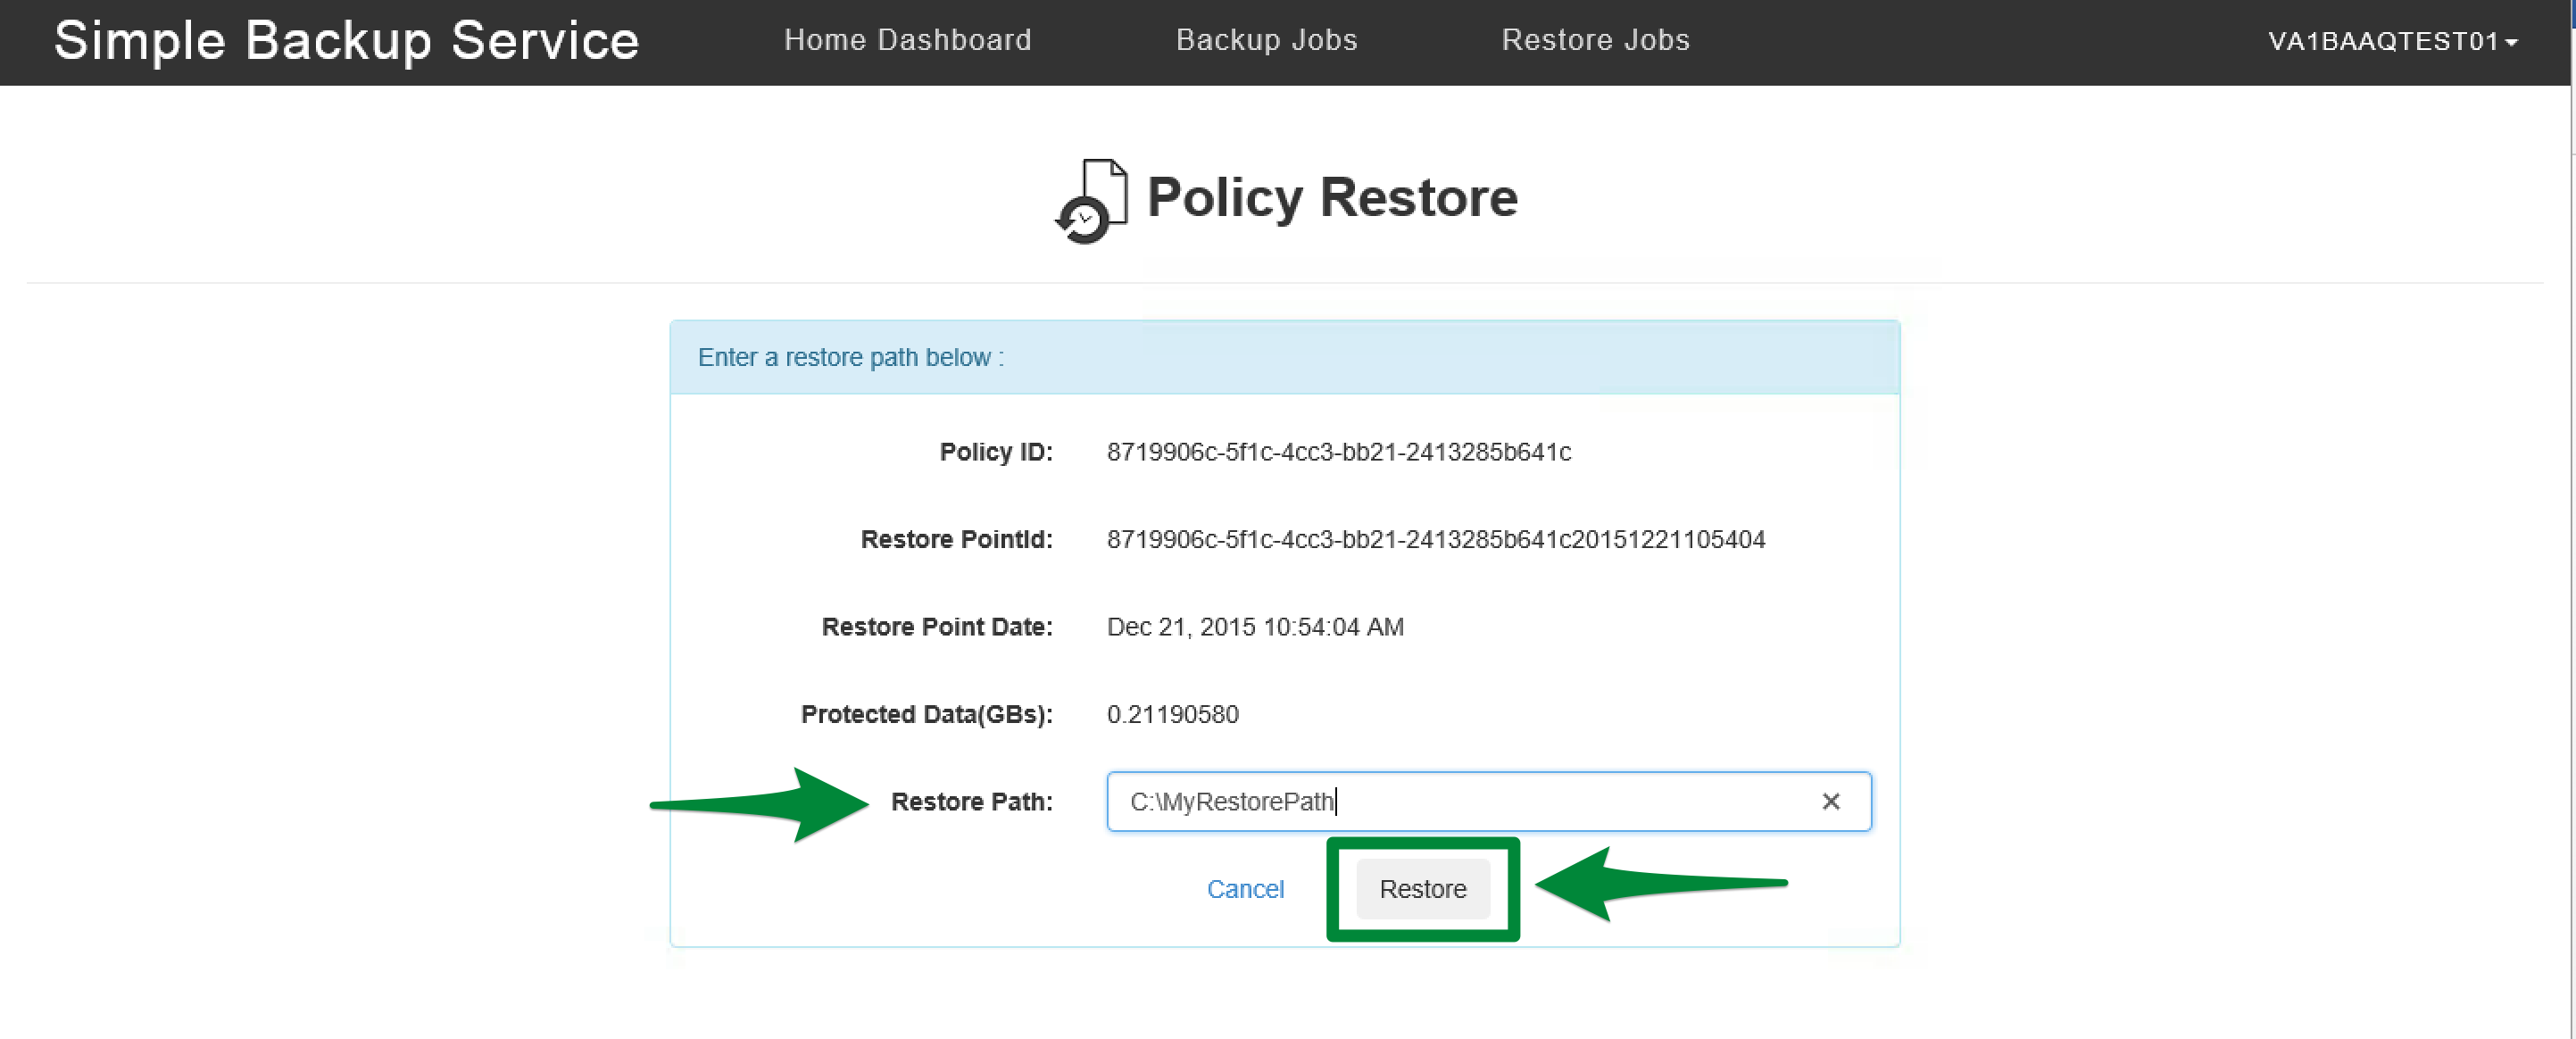 Simple Backup Service Home Dashboard Backup Jobs Restore Jobs VA1BAAQTEST01
Policy Restore
Enter a restore path below :
Policy ID: 8719906c-5f1c-4cc3-bb21-2413285b641c
Restore PointId: 8719906c-5f1c-4cc3-bb21-2413285b641c20151221105404
Restore Point Date: Dec 21, 2015 10:54:04 AM
Protected Data(GBs): 0.21190580
Restore Path: C:\MyRestorePath
Cancel Restore